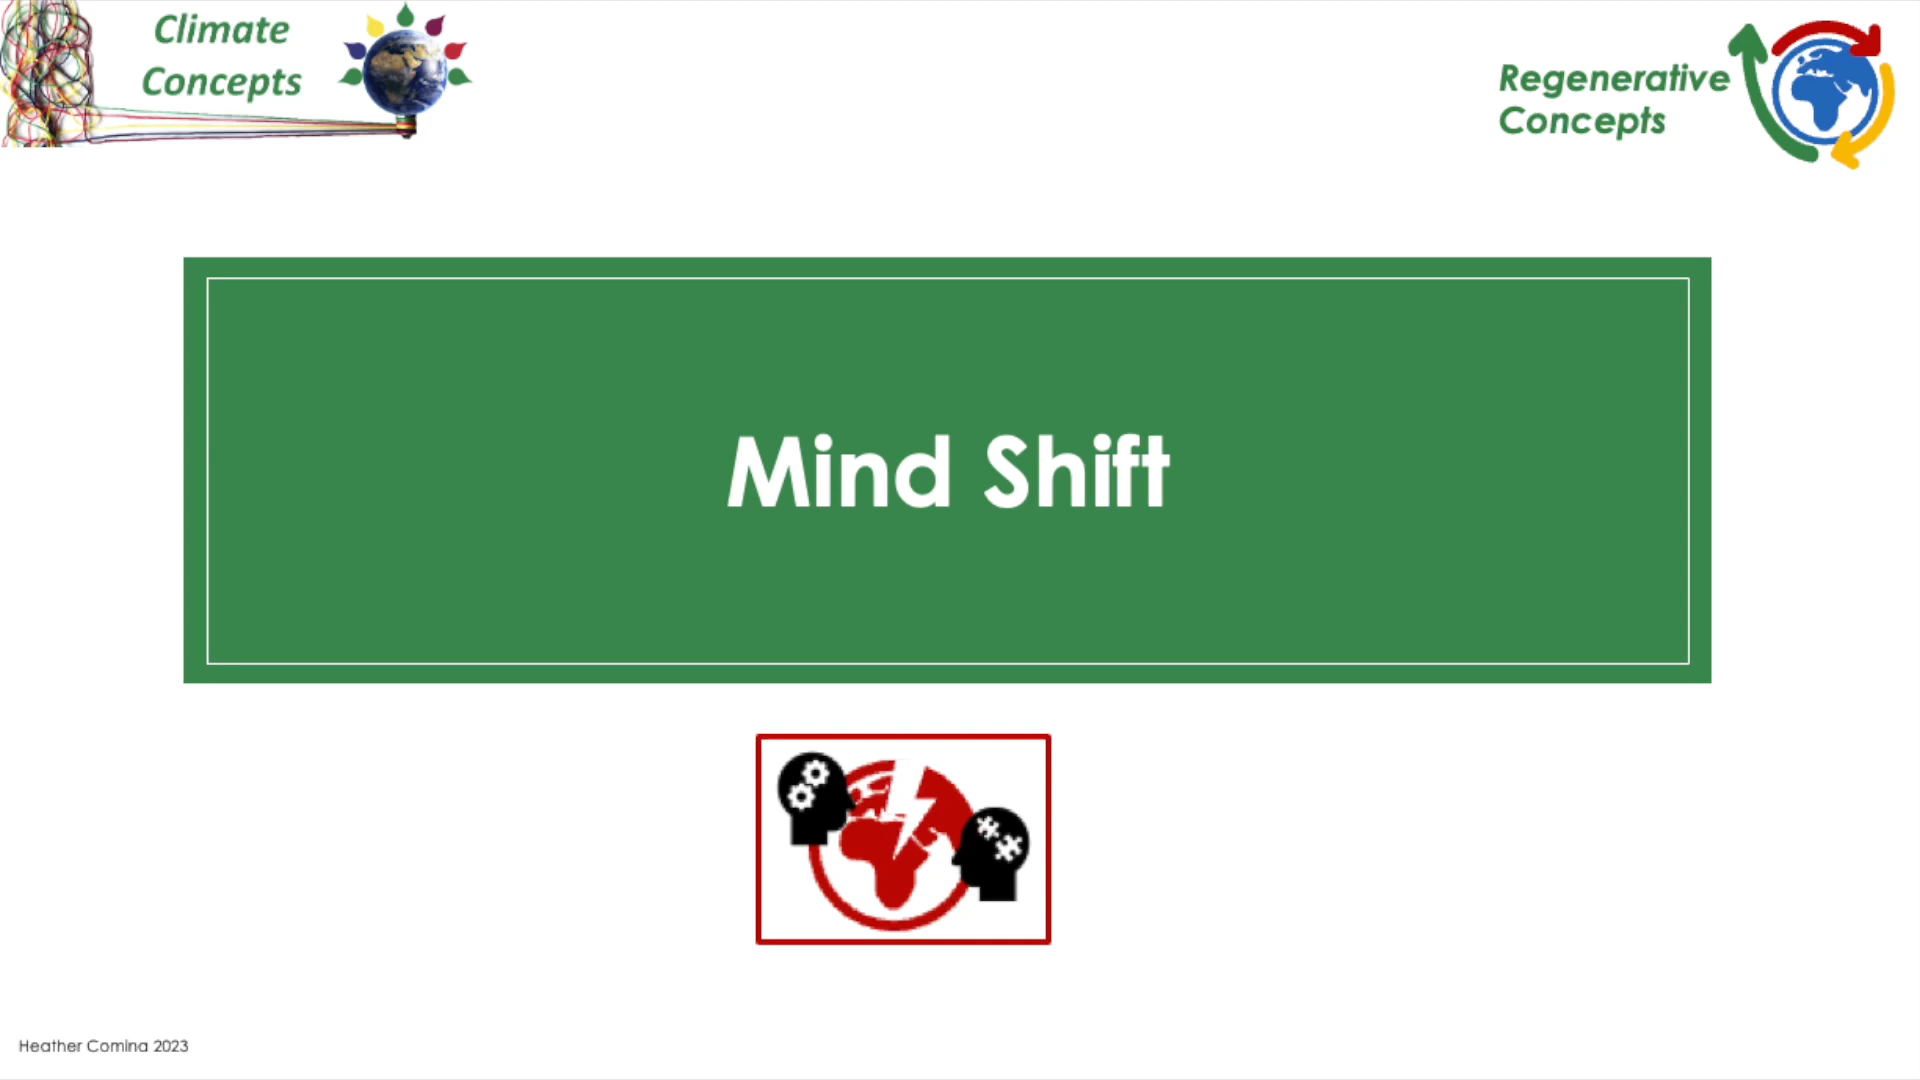 Climate
Concepts
Regenerative
Concepts
Mind Shift
Heather Comina 2023